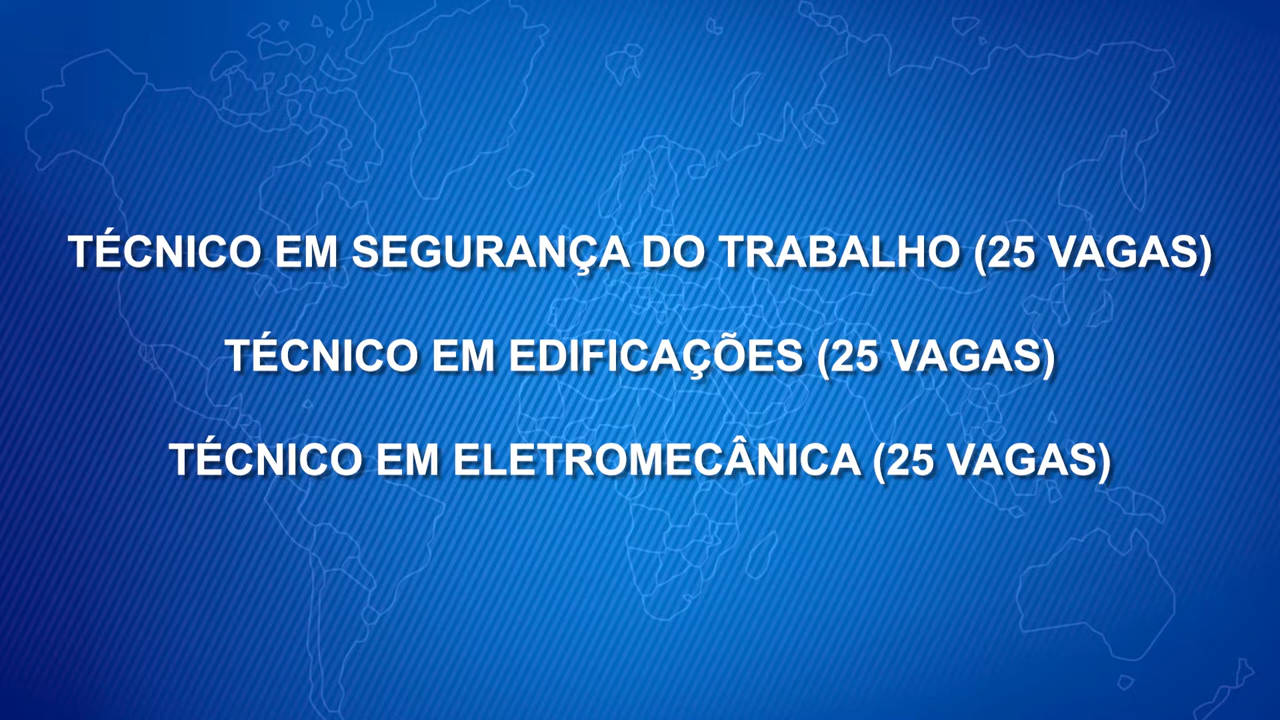 TÉCNICO EM SEGURANÇA DO TRABALHO (25 VAGAS)
TÉCNICO EM EDIFICAÇÕES (25 VAGAS)
TÉCNICO EM ELETROMECÂNICA (25 VAGAS)